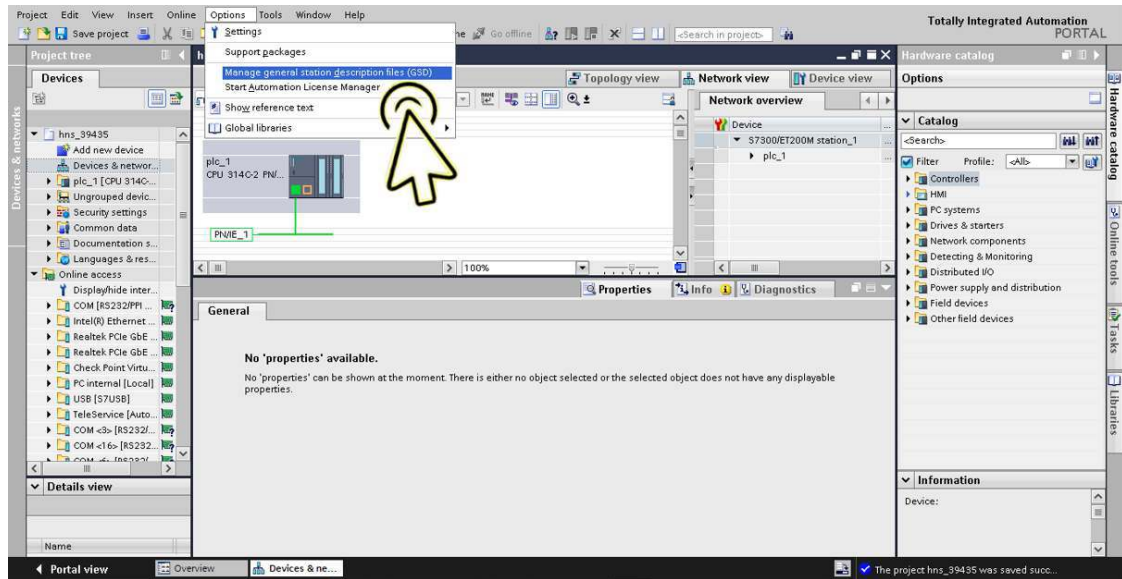 Project Edit View Insert Online Options Tools Window Help
Totally Integrated Automation
PORTAL
Save project
Go offline
<Search in project>
Settings
Support packages
Manage general station description files (GSD)
Start Automation License Manager
Show reference text
Global libraries
Project tree
Devices
hns_39435
Add new device
Devices & networ...
plc_1 [CPU 314C-...
Ungrouped devic...
Security settings
Common data
Documentation s...
Languages & res...
Online access
Display/hide inter...
COM [RS232/PPI ...
Intel(R) Ethernet ...
Realtek PCIe GbE ...
Realtek PCIe GbE ...
Check Point Virtu...
PC internal [Local]
USB [S7USB]
TeleService [Auto...
COM <3> [RS232/...
COM <16> [RS232...
Details view
Name
Devices & networks
Topology view
Network view
Device view
plc_1
CPU 314C-2 PN/...
PN/IE_1
100%
Network overview
Device
S7300/ET200M station_1
plc_1
...
Properties
Info
Diagnostics
General
No 'properties' available.
No 'properties' can be shown at the moment. There is either no object selected or the selected object does not have any displayable
properties.
Hardware catalog
Options
Catalog
<Search>
Filter Profile: <All>
Controllers
HMI
PC systems
Drives & starters
Network components
Detecting & Monitoring
Distributed I/O
Power supply and distribution
Field devices
Other field devices
Information
Device:
Hardware catalog
Online tools
Tasks
Libraries
Portal view
Overview
Devices & ne...
The project hns_39435 was saved succ...